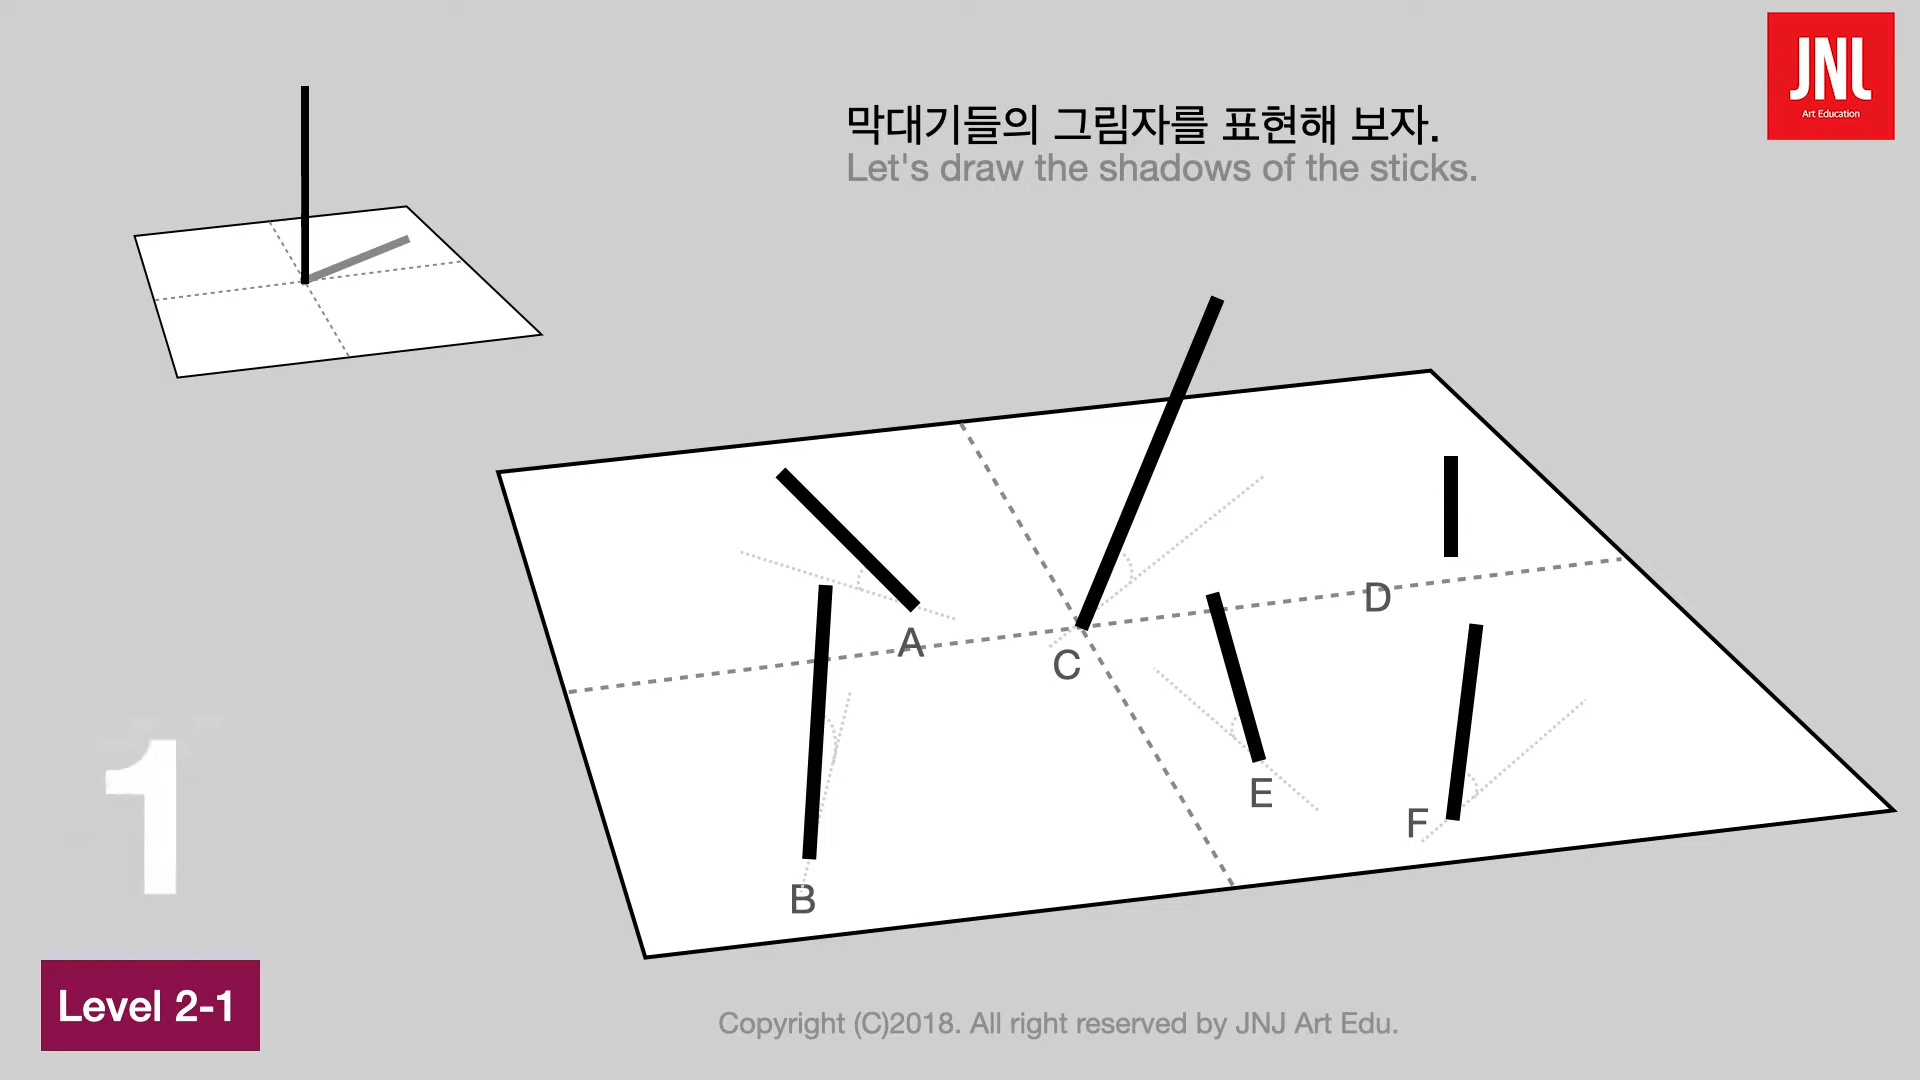 JNL
Art Education
막대기들의 그림자를 표현해 보자.
Let's draw the shadows of the sticks.
A
B
C
D
E
F
1
Level 2-1
Copyright (C)2018. All right reserved by JNJ Art Edu.